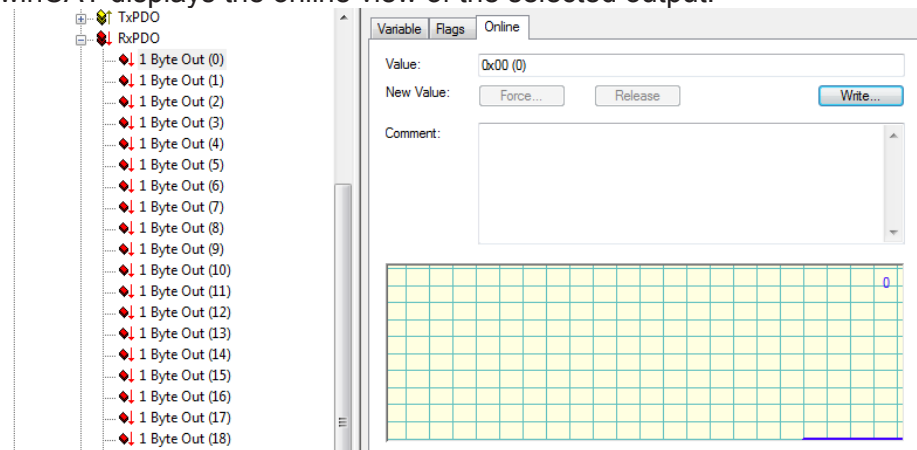 TxPDO
RxPDO
1 Byte Out (0)
1 Byte Out (1)
1 Byte Out (2)
1 Byte Out (3)
1 Byte Out (4)
1 Byte Out (5)
1 Byte Out (6)
1 Byte Out (7)
1 Byte Out (8)
1 Byte Out (9)
1 Byte Out (10)
1 Byte Out (11)
1 Byte Out (12)
1 Byte Out (13)
1 Byte Out (14)
1 Byte Out (15)
1 Byte Out (16)
1 Byte Out (17)
1 Byte Out (18)
Variable Flags Online
Value: 0x00 (0)
New Value: Force... Release Write...
Comment:
0